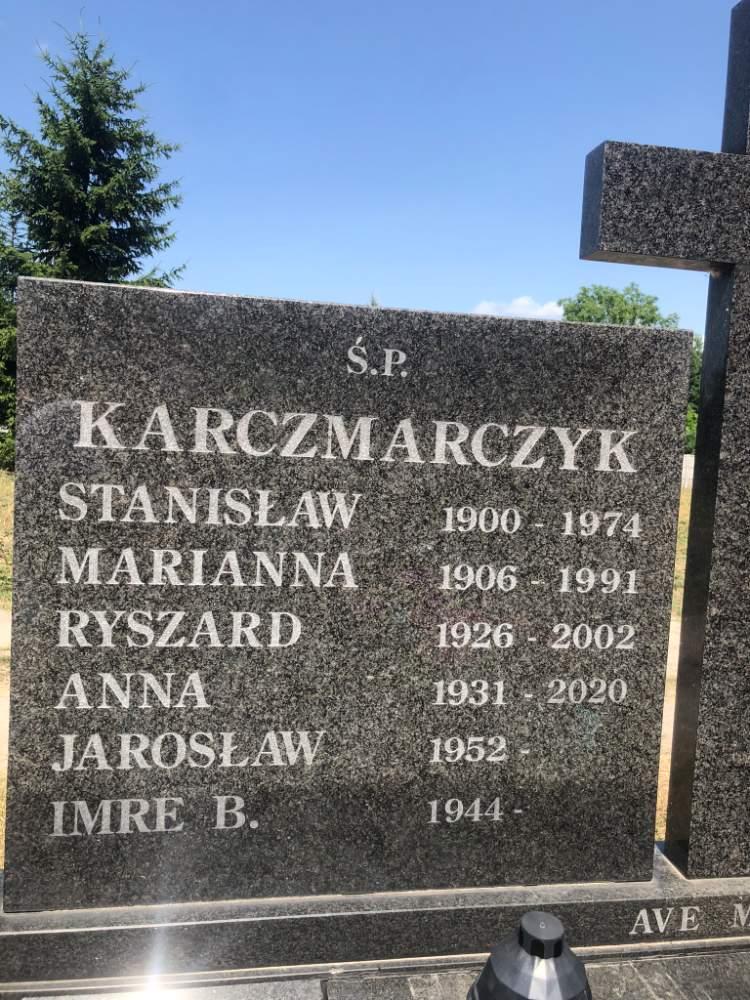 Ś.P.
KARCZMARCZYK
STANISŁAW 1900 - 1974
MARIANNA 1906 - 1991
RYSZARD 1926 - 2002
ANNA 1931 - 2020
JAROSŁAW 1952 -
IMRE B. 1944 -
AVE